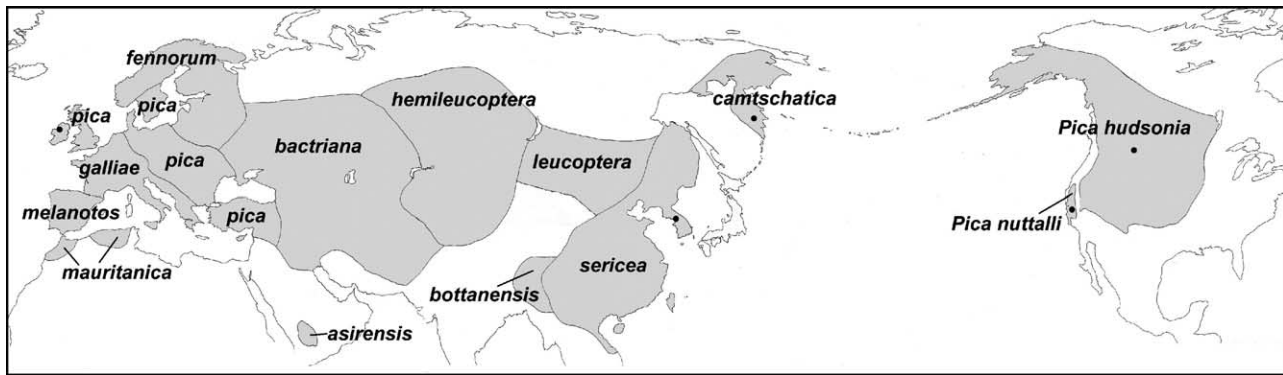 fennorum
pica
pica
hemileucoptera
camtschatica
Pica hudsonia
galliae
pica
bactriana
leucoptera
melanotos
pica
Pica nuttalli
mauritanica
bottanensis
sericea
asirensis